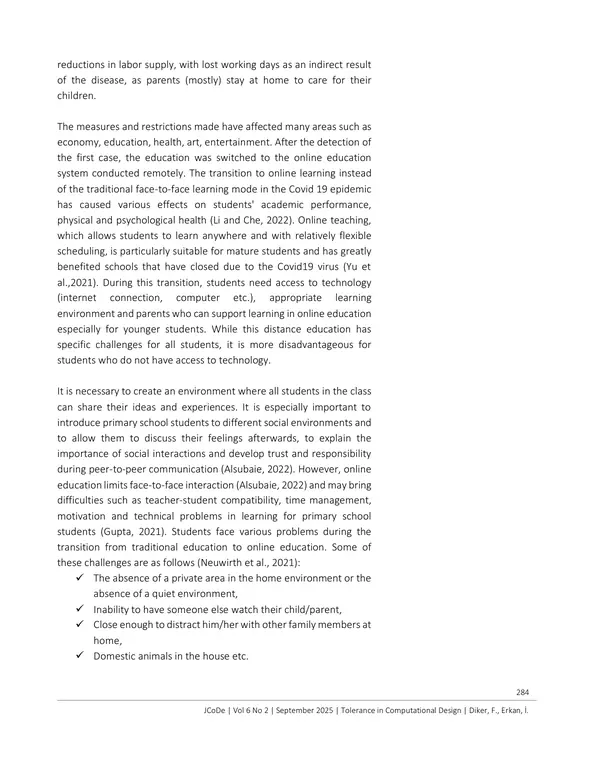 reductions in labor supply, with lost working days as an indirect result
of the disease, as parents (mostly) stay at home to care for their
children.
The measures and restrictions made have affected many areas such as
economy, education, health, art, entertainment. After the detection of
the first case, the education was switched to the online education
system conducted remotely. The transition to online learning instead
of the traditional face-to-face learning mode in the Covid 19 epidemic
has caused various effects on students' academic performance,
physical and psychological health (Li and Che, 2022). Online teaching,
which allows students to learn anywhere and with relatively flexible
scheduling, is particularly suitable for mature students and has greatly
benefited schools that have closed due to the Covid19 virus (Yu et
al.,2021). During this transition, students need access to technology
(internet connection, computer etc.), appropriate learning
environment and parents who can support learning in online education
especially for younger students. While this distance education has
specific challenges for all students, it is more disadvantageous for
students who do not have access to technology.
It is necessary to create an environment where all students in the class
can share their ideas and experiences. It is especially important to
introduce primary school students to different social environments and
to allow them to discuss their feelings afterwards, to explain the
importance of social interactions and develop trust and responsibility
during peer-to-peer communication (Alsubaie, 2022). However, online
education limits face-to-face interaction (Alsubaie, 2022) and may bring
difficulties such as teacher-student compatibility, time management,
motivation and technical problems in learning for primary school
students (Gupta, 2021). Students face various problems during the
transition from traditional education to online education. Some of
these challenges are as follows (Neuwirth et al., 2021):
✓ The absence of a private area in the home environment or the
absence of a quiet environment,
✓ Inability to have someone else watch their child/parent,
✓ Close enough to distract him/her with other family members at
home,
✓ Domestic animals in the house etc.
284
JCoDe | Vol 6 No 2 | September 2025 | Tolerance in Computational Design | Diker, F., Erkan, İ.